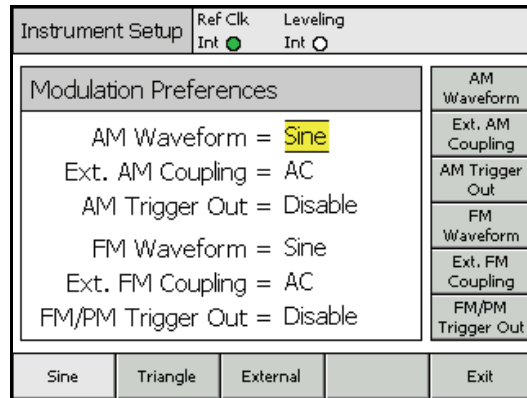 Instrument Setup
Ref Clk
Int
Leveling
Int
Modulation Preferences
AM Waveform = Sine
Ext. AM Coupling = AC
AM Trigger Out = Disable
FM Waveform = Sine
Ext. FM Coupling = AC
FM/PM Trigger Out = Disable
AM
Waveform
Ext. AM
Coupling
AM Trigger
Out
FM
Waveform
Ext. FM
Coupling
FM/PM
Trigger Out
Sine
Triangle
External
Exit